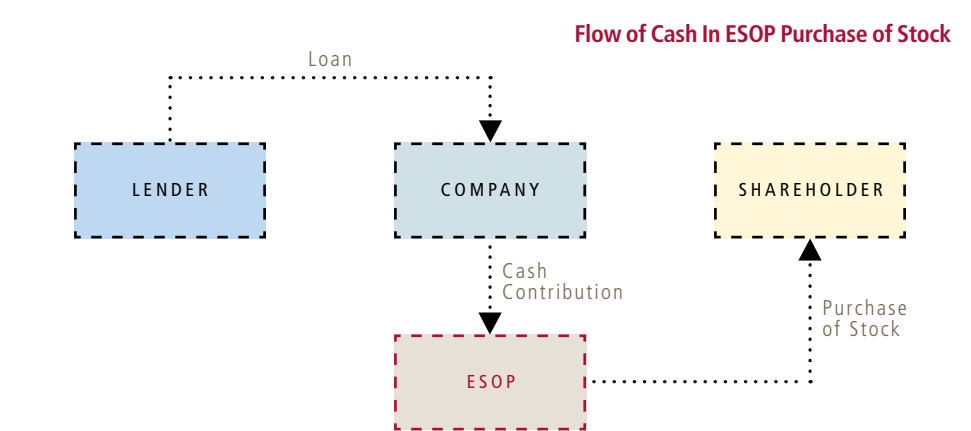 Flow of Cash In ESOP Purchase of Stock
Loan
LENDER
COMPANY
SHAREHOLDER
Cash
Contribution
Purchase
of Stock
ESOP